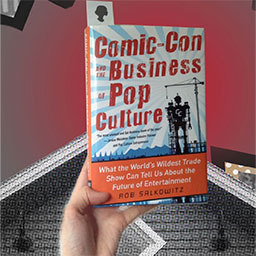 Comic-Con
AND THE
Business
OF Pop
Culture
What the World's Wildest Trade
Show Can Tell Us About the
Future of Entertainment
ROB SALKOWITZ